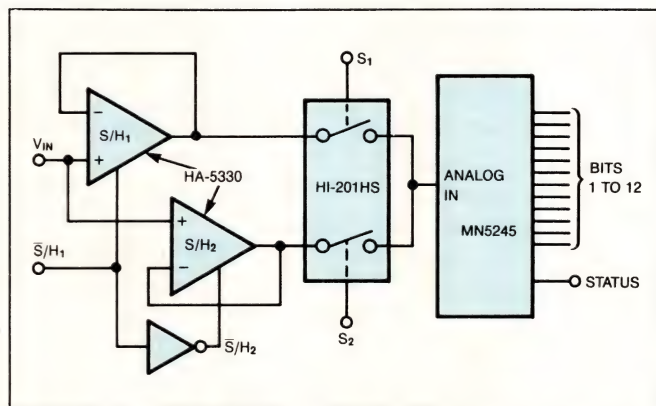 S₁
S/H₁
V_IN
HA-5330
HI-201HS
S̅/H₁
S/H₂
S̅/H₂
S₂
ANALOG
IN
MN5245
BITS
1 TO 12
STATUS
−
+
+
−